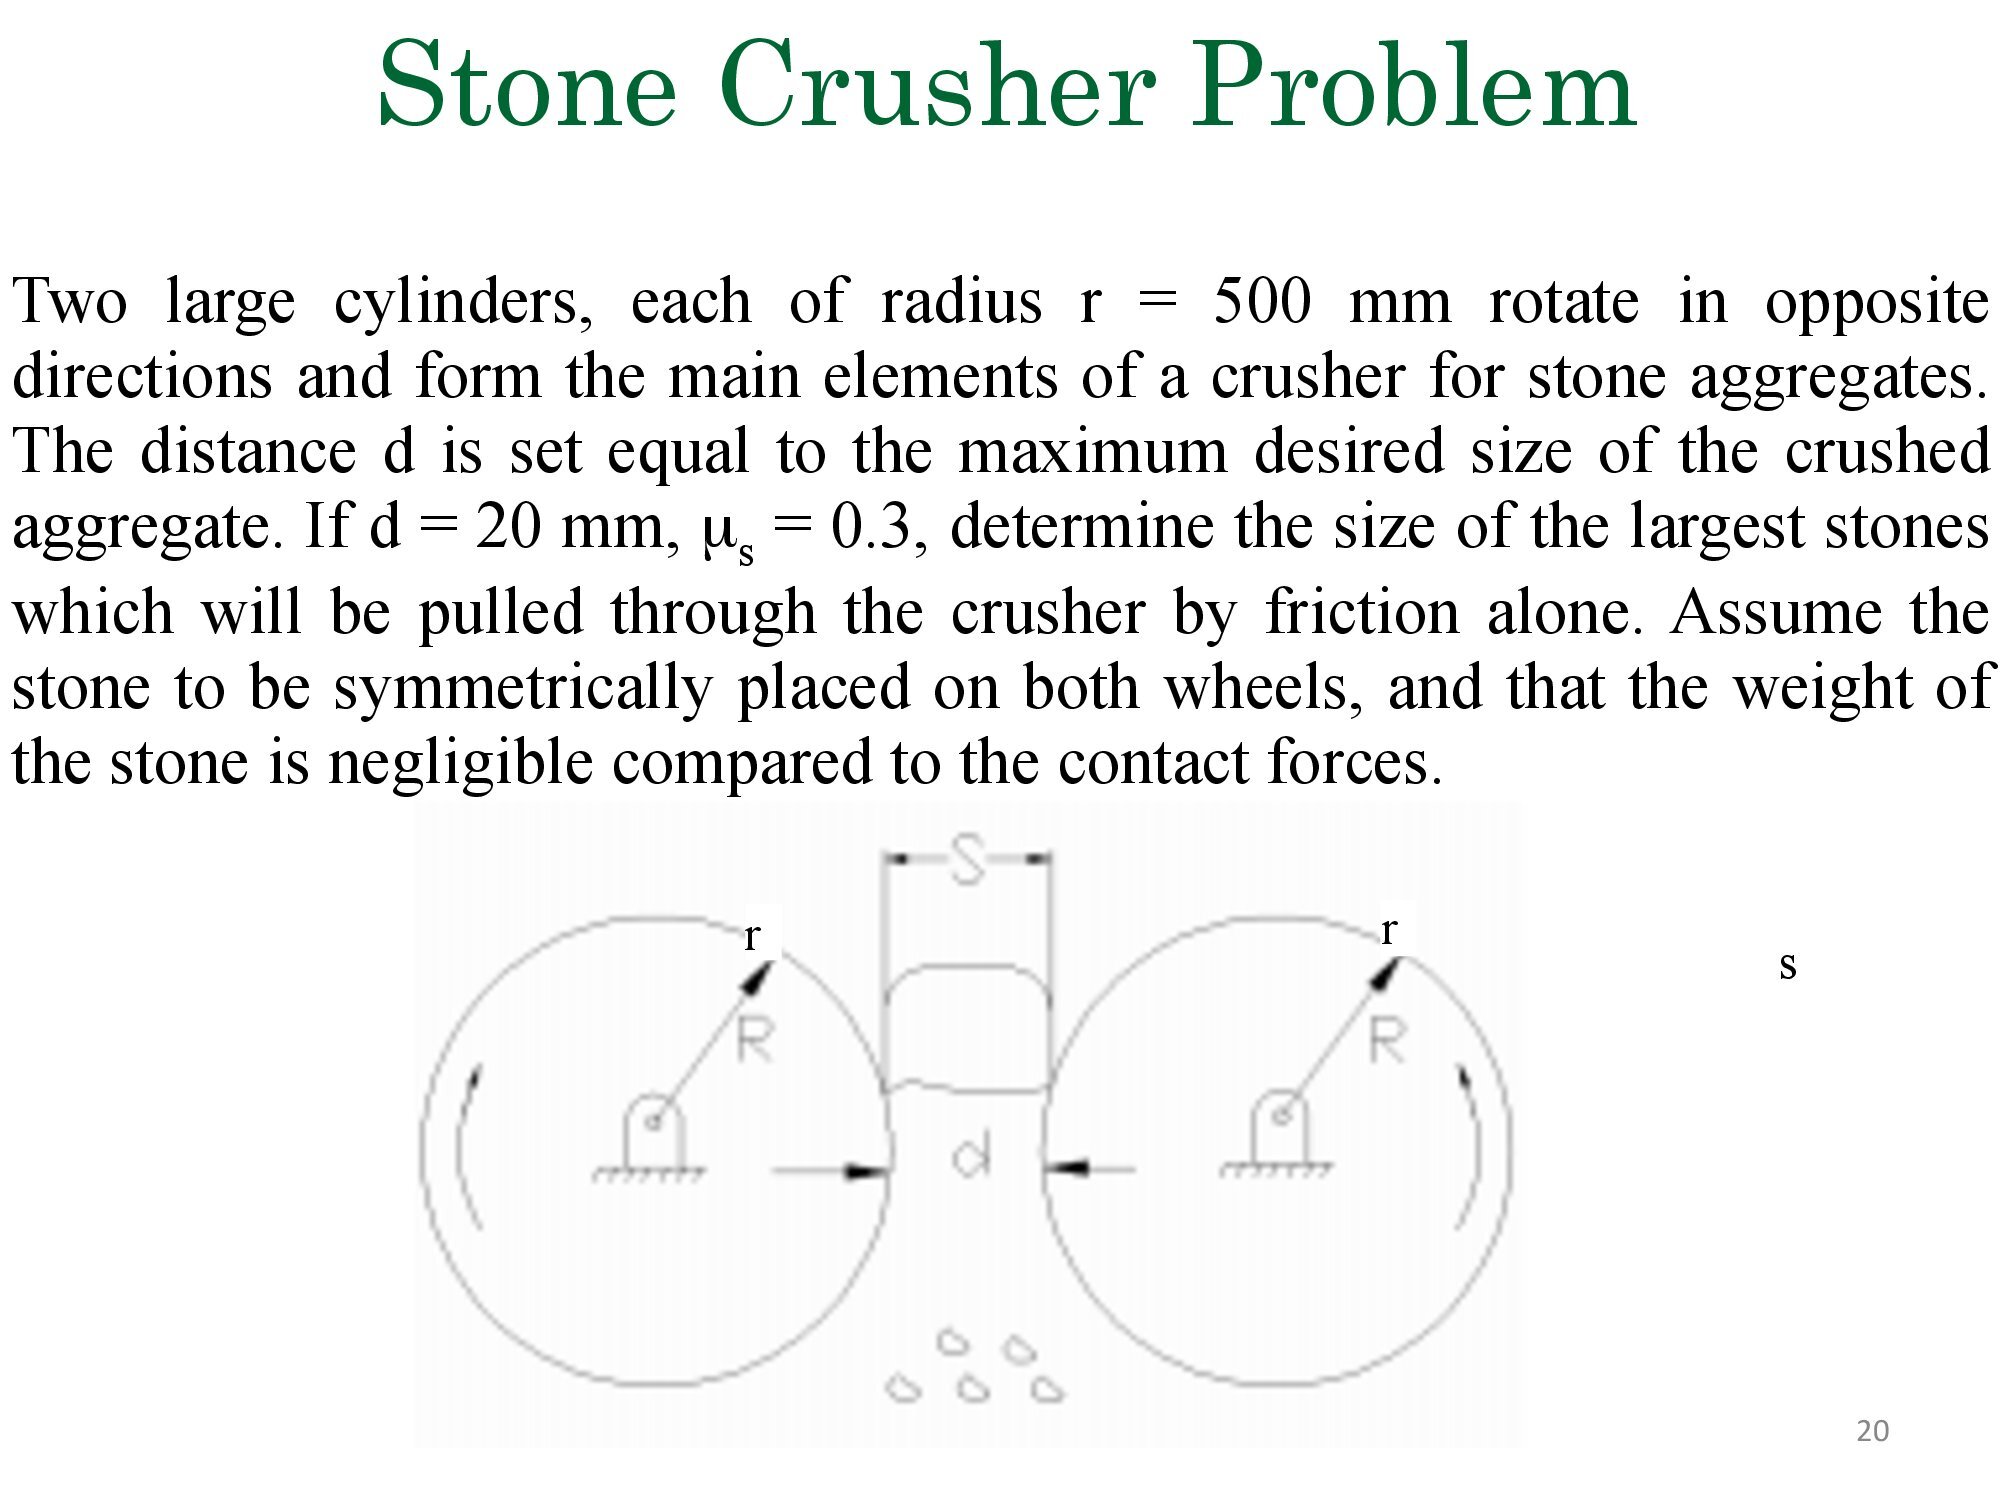 Stone Crusher Problem
Two large cylinders, each of radius r = 500 mm rotate in opposite
directions and form the main elements of a crusher for stone aggregates.
The distance d is set equal to the maximum desired size of the crushed
aggregate. If d = 20 mm, μs = 0.3, determine the size of the largest stones
which will be pulled through the crusher by friction alone. Assume the
stone to be symmetrically placed on both wheels, and that the weight of
the stone is negligible compared to the contact forces.
S
r
r
s
R
R
d
20